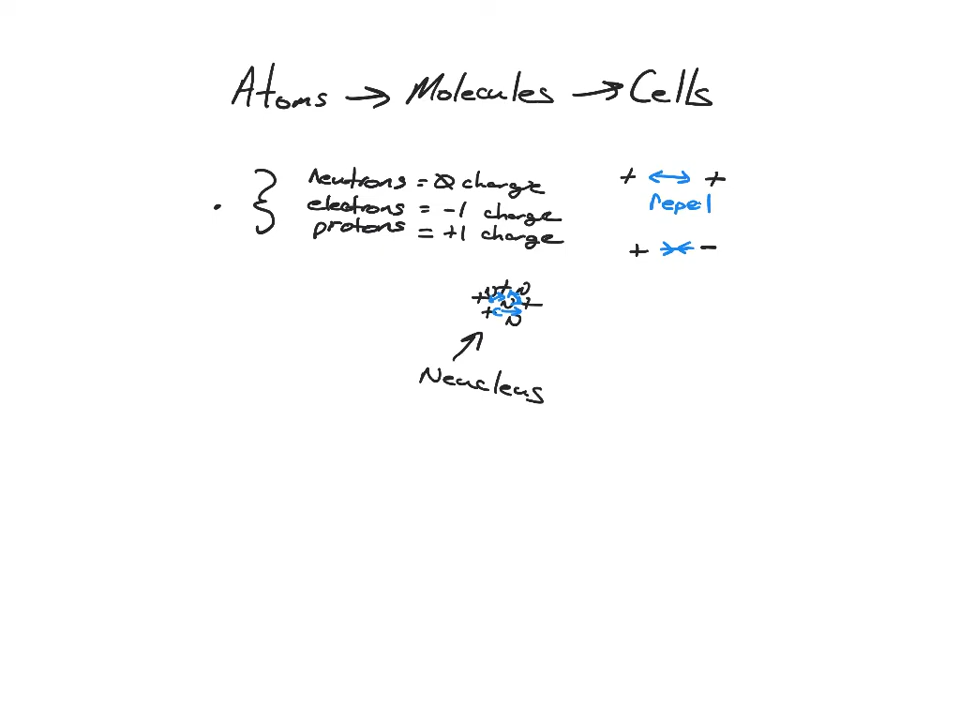 Atoms → Molecules → Cells
neutrons = 0 charge
electrons = -1 charge
protons = +1 charge
+ ↔ +
repel
+ →← -
+ N + N
N +
+ N
Neucleus